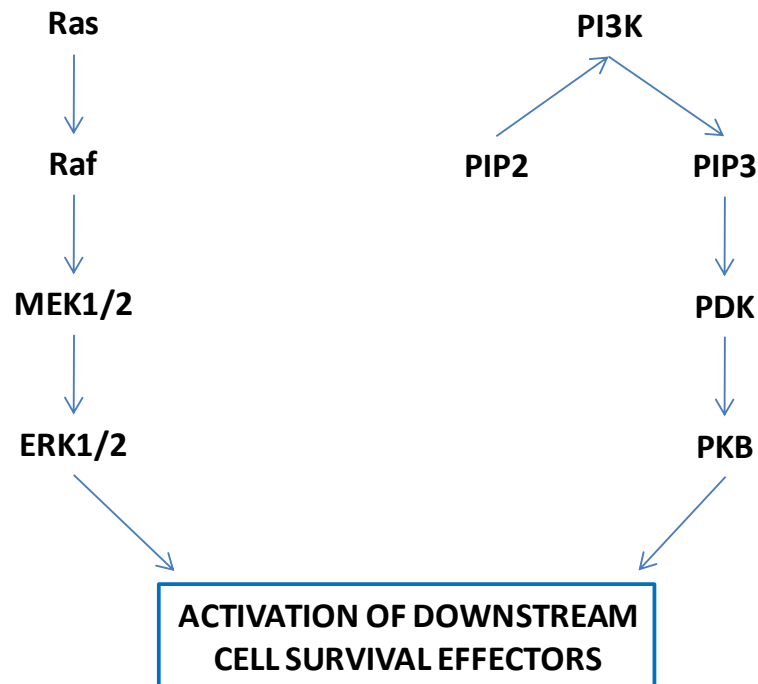 Ras
PI3K
Raf
PIP2
PIP3
MEK1/2
PDK
ERK1/2
PKB
ACTIVATION OF DOWNSTREAM
CELL SURVIVAL EFFECTORS